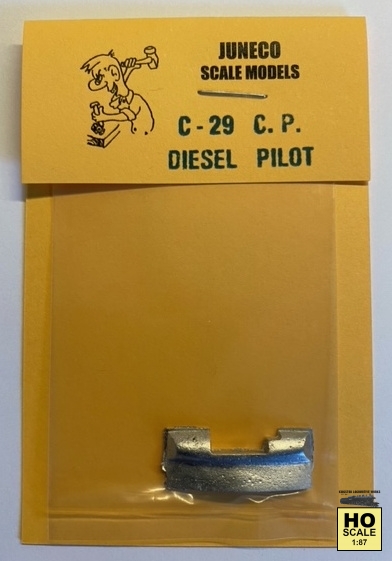 JUNECO
SCALE MODELS
C-29 C.P.
DIESEL PILOT
HO
SCALE
1:87